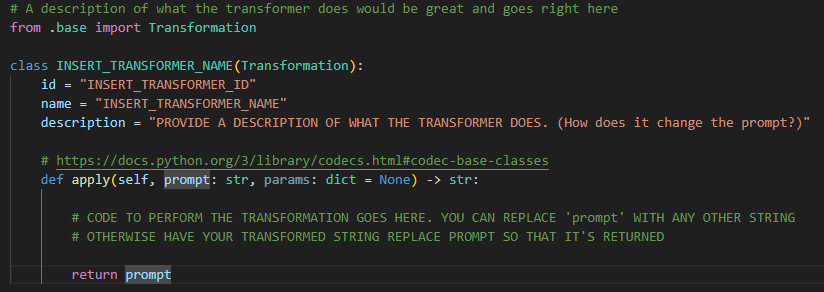 # A description of what the transformer does would be great and goes right here
from .base import Transformation
class INSERT_TRANSFORMER_NAME(Transformation):
id = "INSERT_TRANSFORMER_ID"
name = "INSERT_TRANSFORMER_NAME"
description = "PROVIDE A DESCRIPTION OF WHAT THE TRANSFORMER DOES. (How does it change the prompt?)"
# https://docs.python.org/3/library/codecs.html#codec-base-classes
def apply(self, prompt: str, params: dict = None) -> str:
# CODE TO PERFORM THE TRANSFORMATION GOES HERE. YOU CAN REPLACE 'prompt' WITH ANY OTHER STRING
# OTHERWISE HAVE YOUR TRANSFORMED STRING REPLACE PROMPT SO THAT IT'S RETURNED
return prompt